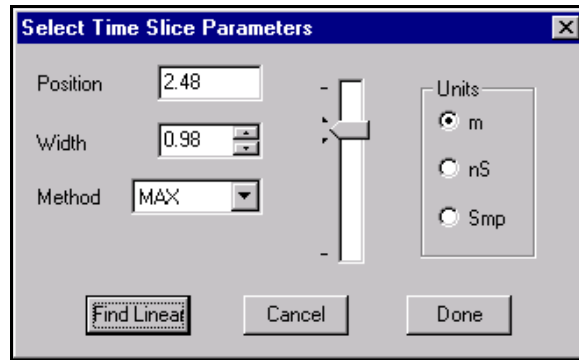 Select Time Slice Parameters
Position 2.48
Width 0.98
Method MAX
Units
m
nS
Smp
Find Linear
Cancel
Done